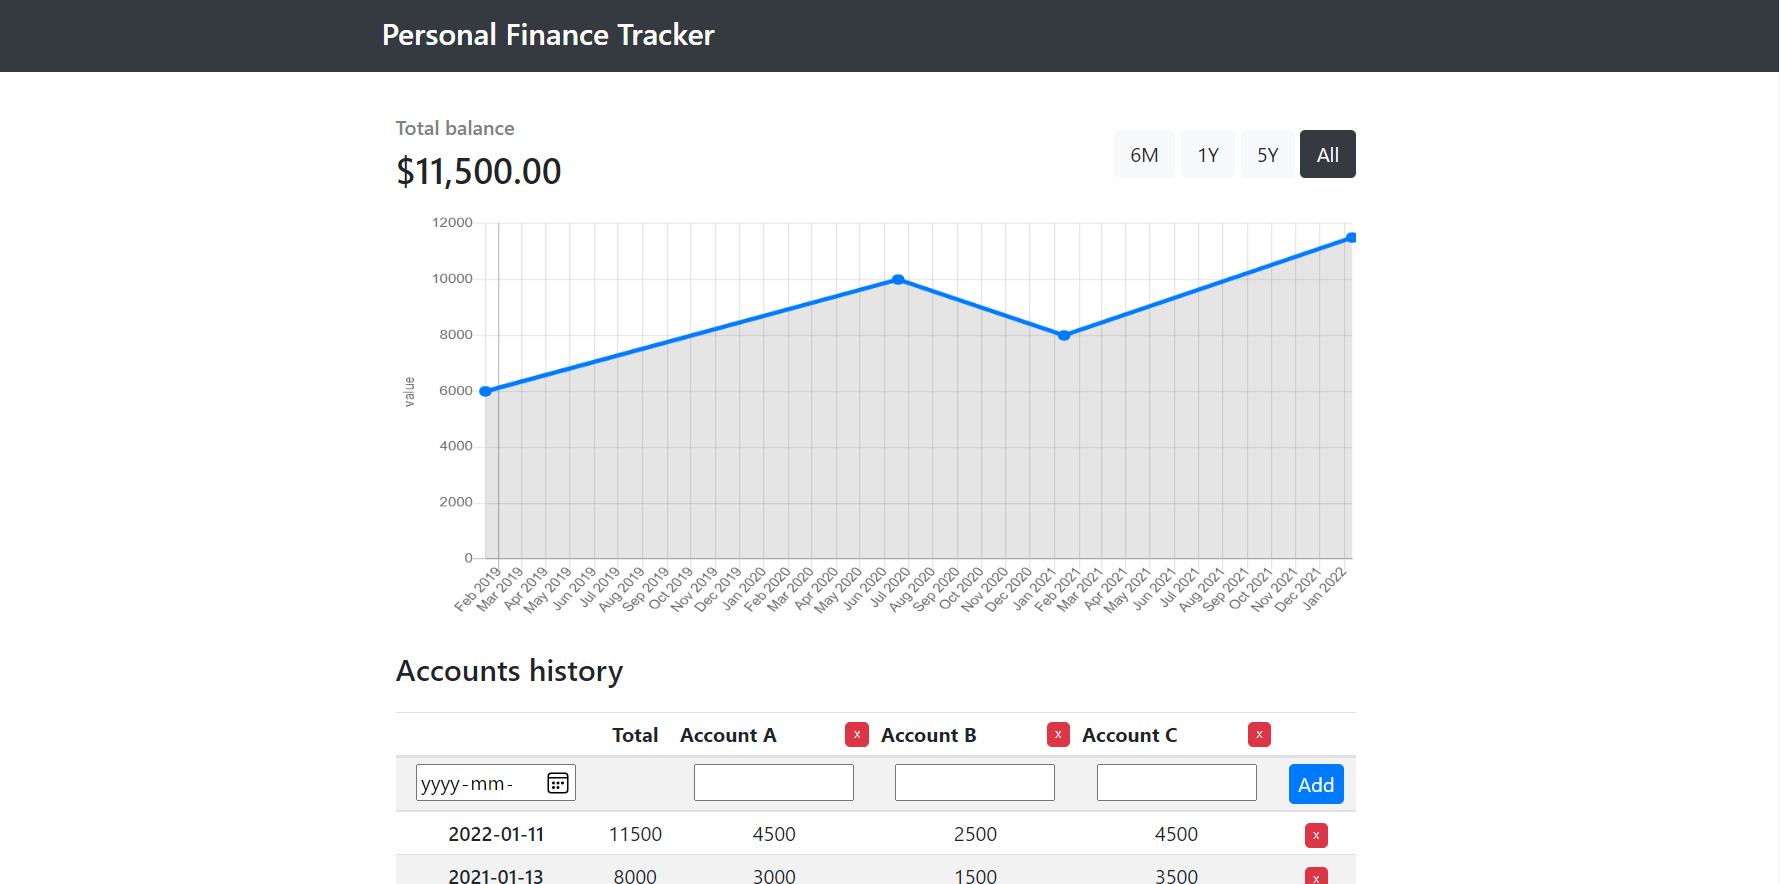 Personal Finance Tracker
Total balance
$11,500.00
6M 1Y 5Y All
12000
10000
8000
6000
4000
2000
0
value
Feb 2019 Mar 2019 Apr 2019 May 2019 Jun 2019 Jul 2019 Aug 2019 Sep 2019 Oct 2019 Nov 2019 Dec 2019 Jan 2020 Feb 2020 Mar 2020 Apr 2020 May 2020 Jun 2020 Jul 2020 Aug 2020 Sep 2020 Oct 2020 Nov 2020 Dec 2020 Jan 2021 Feb 2021 Mar 2021 Apr 2021 May 2021 Jun 2021 Jul 2021 Aug 2021 Sep 2021 Oct 2021 Nov 2021 Dec 2021 Jan 2022
Accounts history
Total Account A x Account B x Account C x
yyyy-mm- Add
2022-01-11 11500 4500 2500 4500 x
2021-01-13 8000 3000 1500 3500 x